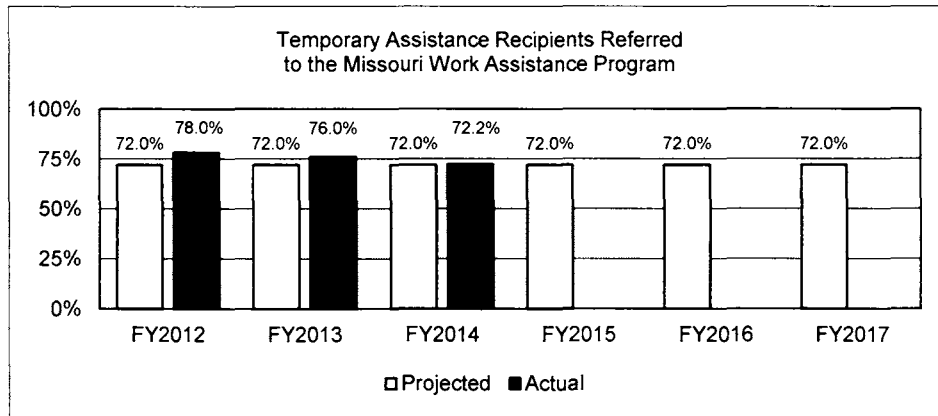 Temporary Assistance Recipients Referred
to the Missouri Work Assistance Program
100%
75%
50%
25%
0%
72.0% 78.0% 72.0% 76.0% 72.0% 72.2% 72.0% 72.0% 72.0%
FY2012 FY2013 FY2014 FY2015 FY2016 FY2017
Projected Actual